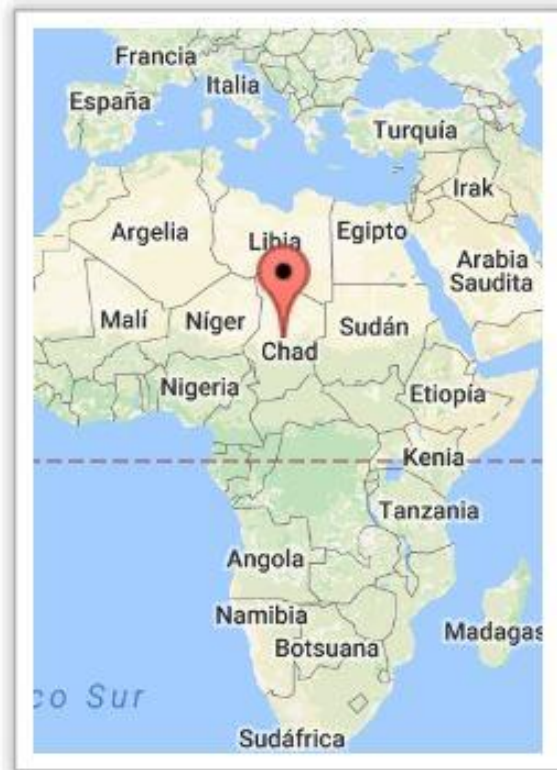 Francia
Italia
España
Turquía
Irak
Argelia
Libia
Egipto
Arabia
Saudita
Malí
Níger
Sudán
Chad
Nigeria
Etiopía
Kenia
Tanzania
Angola
Namibia
Botsuana
Madagas
co Sur
Sudáfrica